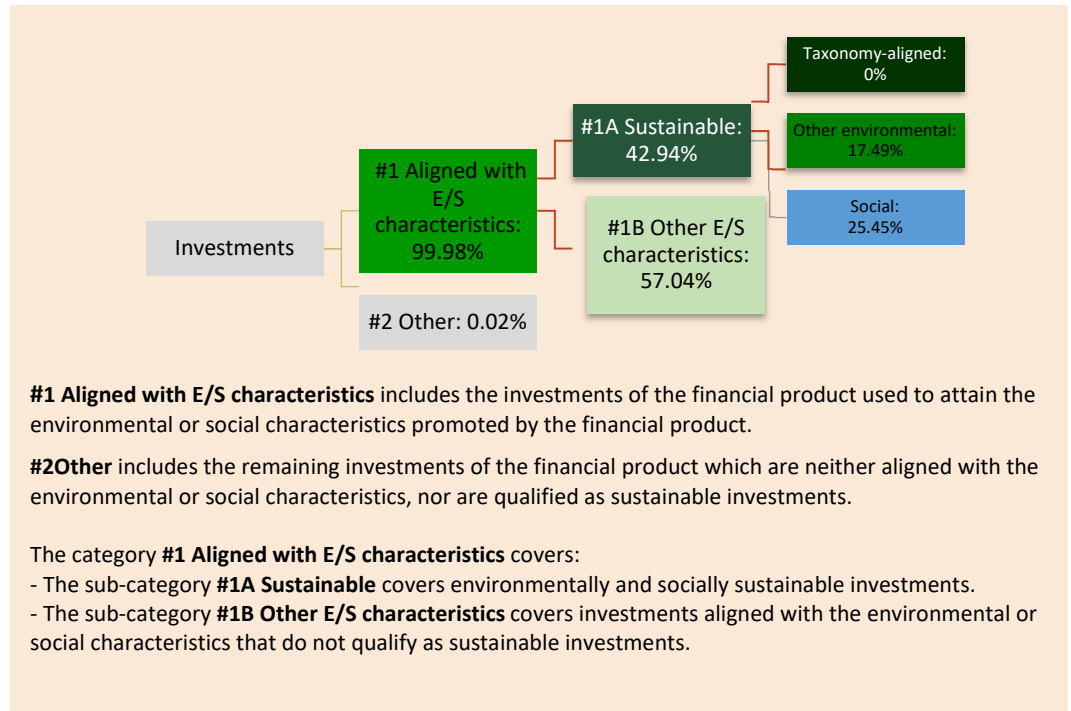 Taxonomy-aligned:
0%
#1A Sustainable:
42.94%
Other environmental:
17.49%
#1 Aligned with
E/S
characteristics:
99.98%
Social:
25.45%
Investments
#1B Other E/S
characteristics:
57.04%
#2 Other: 0.02%
#1 Aligned with E/S characteristics includes the investments of the financial product used to attain the
environmental or social characteristics promoted by the financial product.
#2Other includes the remaining investments of the financial product which are neither aligned with the
environmental or social characteristics, nor are qualified as sustainable investments.
The category #1 Aligned with E/S characteristics covers:
- The sub-category #1A Sustainable covers environmentally and socially sustainable investments.
- The sub-category #1B Other E/S characteristics covers investments aligned with the environmental or
social characteristics that do not qualify as sustainable investments.